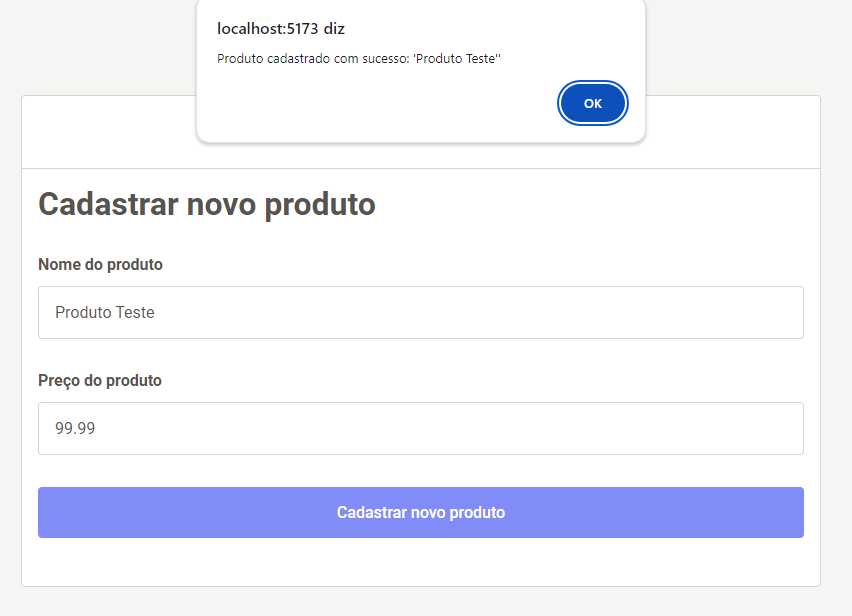 localhost:5173 diz
Produto cadastrado com sucesso: 'Produto Teste''
OK
Cadastrar novo produto
Nome do produto
Produto Teste
Preço do produto
99.99
Cadastrar novo produto